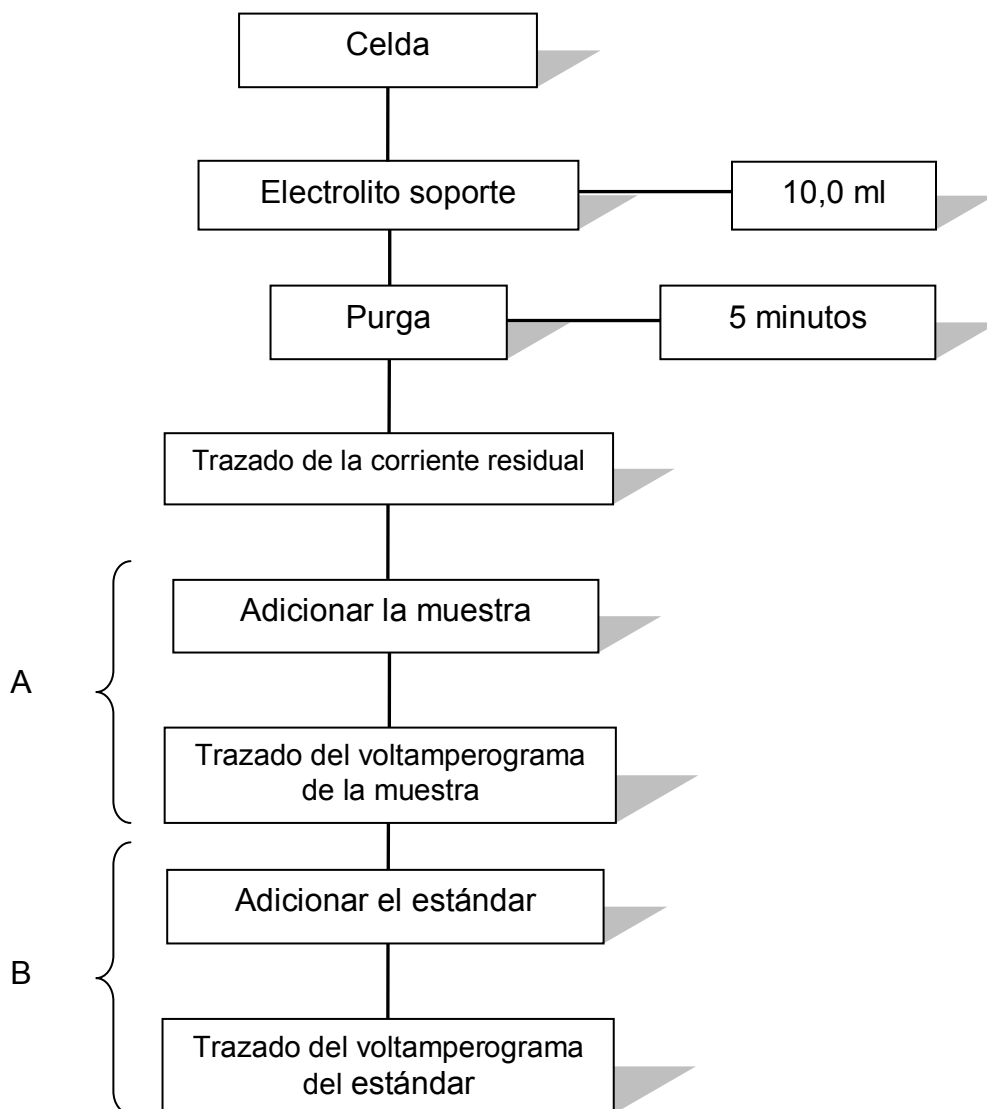 Celda
Electrolito soporte
10,0 ml
Purga
5 minutos
Trazado de la corriente residual
Adicionar la muestra
A
Trazado del voltamperograma
de la muestra
Adicionar el estándar
B
Trazado del voltamperograma
del estándar